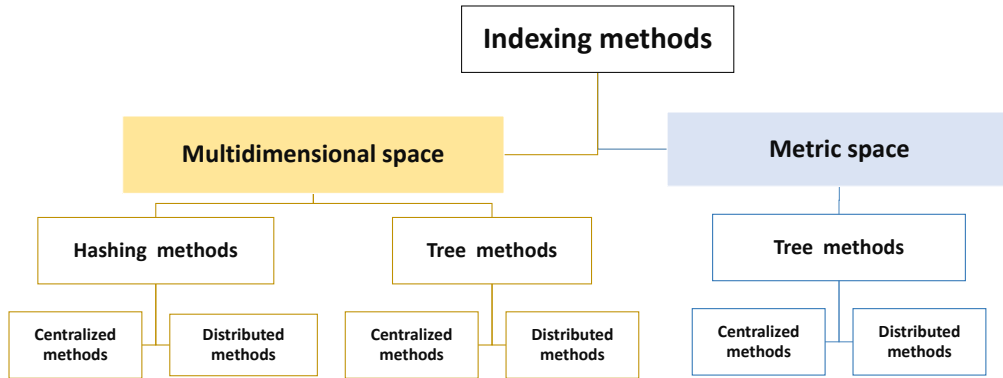 Indexing methods
Multidimensional space
Metric space
Hashing methods
Tree methods
Tree methods
Centralized
methods
Distributed
methods
Centralized
methods
Distributed
methods
Centralized
methods
Distributed
methods